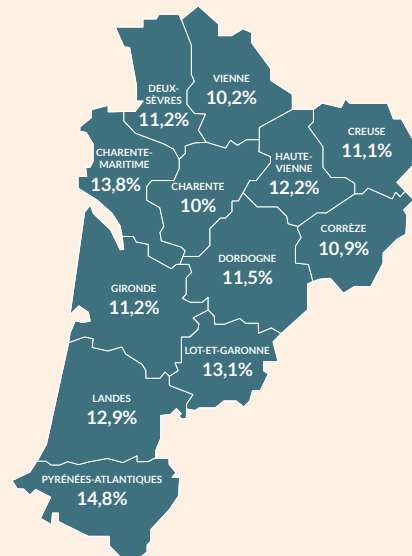 VIENNE
10,2%
DEUX-
SÈVRES
11,2%
CREUSE
11,1%
CHARENTE-
MARITIME
13,8%
HAUTE-
VIENNE
12,2%
CHARENTE
10%
CORRÈZE
10,9%
DORDOGNE
11,5%
GIRONDE
11,2%
LOT-ET-GARONNE
13,1%
LANDES
12,9%
PYRÉNÉES-ATLANTIQUES
14,8%